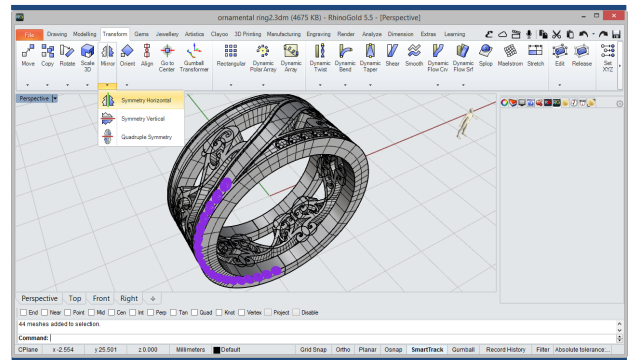 ornamental ring2.3dm (4675 KB) - RhinoGold 5.5 - [Perspective]
File Drawing Modelling Transform Gems Jewellery Artistics Clayoo 3D Printing Manufacturing Engraving Render Analyze Dimension Extras Learning
Move Copy Rotate Scale 3D Mirror Orient Align Go to Center Gumball Transformer Rectangular Dynamic Polar Array Dynamic Array Dynamic Twist Dynamic Bend Dynamic Taper Shear Smooth Dynamic Flow Crv Dynamic Flow Srf Splop Maelstrom Stretch Edit Release Set XYZ
Perspective
Symmetry Horizontal
Symmetry Vertical
Quadruple Symmetry
Perspective Top Front Right
End Near Point Mid Cen Int Perp Tan Quad Knot Vertex Project Disable
44 meshes added to selection.
Command:
CPlane x -2.554 y 25.501 z 0.000 Millimeters Default Grid Snap Ortho Planar Osnap SmartTrack Gumball Record History Filter Absolute tolerance:...